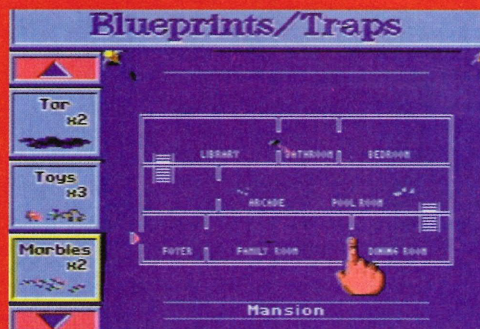 Blueprints/Traps
Tar
x2
Toys
x3
Marbles
x2
LIBRARY BATHROOM BEDROOM
ARCADE POOL ROOM
FOYER FAMILY ROOM DINING ROOM
Mansion